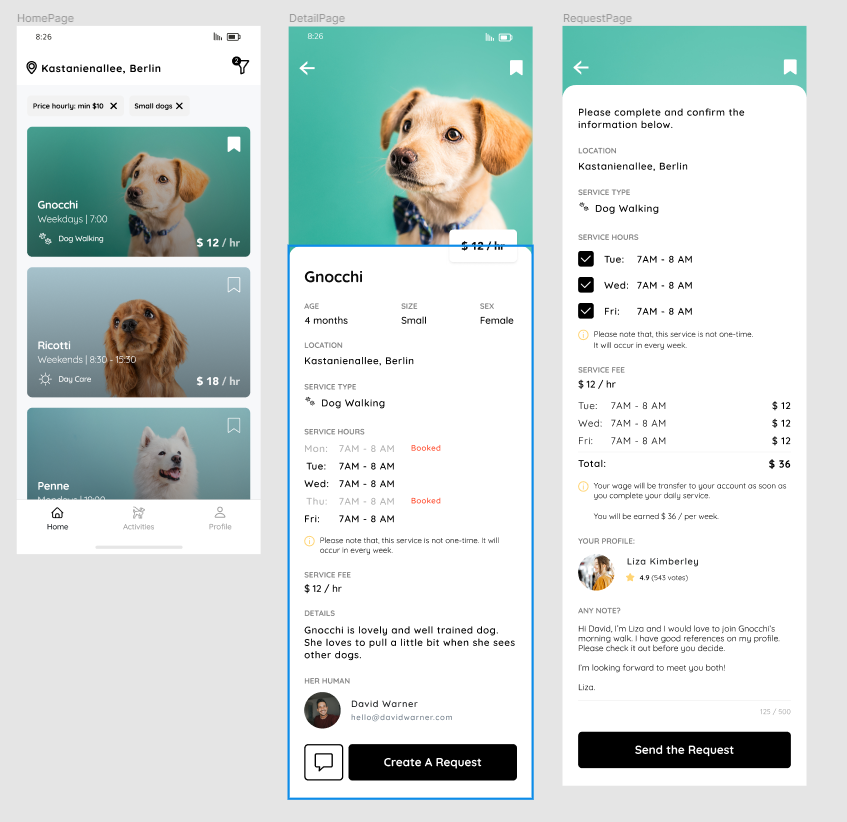 HomePage
8:26
Kastanienallee, Berlin
2
Price hourly: min $10
Small dogs
Gnocchi
Weekdays | 7:00
Dog Walking
$ 12 / hr
Ricotti
Weekends | 8:30 - 15:30
Day Care
$ 18 / hr
Penne
Mondays | 19:00
Home
Activities
Profile
DetailPage
8:26
$ 12 / hr
Gnocchi
AGE
SIZE
SEX
4 months
Small
Female
LOCATION
Kastanienallee, Berlin
SERVICE TYPE
Dog Walking
SERVICE HOURS
Mon: 7AM - 8 AM Booked
Tue: 7AM - 8 AM
Wed: 7AM - 8 AM
Thu: 7AM - 8 AM Booked
Fri: 7AM - 8 AM
Please note that, this service is not one-time. It will
occur in every week.
SERVICE FEE
$ 12 / hr
DETAILS
Gnocchi is lovely and well trained dog.
She loves to pull a little bit when she sees
other dogs.
HER HUMAN
David Warner
hello@davidwarner.com
Create A Request
RequestPage
Please complete and confirm the
information below.
LOCATION
Kastanienallee, Berlin
SERVICE TYPE
Dog Walking
SERVICE HOURS
Tue: 7AM - 8 AM
Wed: 7AM - 8 AM
Fri: 7AM - 8 AM
Please note that, this service is not one-time.
It will occur in every week.
SERVICE FEE
$ 12 / hr
Tue: 7AM - 8 AM $ 12
Wed: 7AM - 8 AM $ 12
Fri: 7AM - 8 AM $ 12
Total: $ 36
Your wage will be transfer to your account as soon as
you complete your daily service.
You will be earned $ 36 / per week.
YOUR PROFILE:
Liza Kimberley
4.9 (543 votes)
ANY NOTE?
Hi David, I'm Liza and I would love to join Gnocchi's
morning walk. I have good references on my profile.
Please check it out before you decide.
I'm looking forward to meet you both!
Liza.
125 / 500
Send the Request